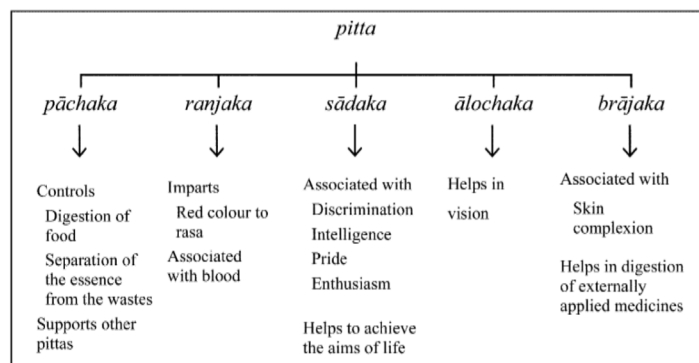 pitta
pāchaka
ranjaka
sādaka
ālochaka
brājaka
Controls
Digestion of
food
Separation of
the essence
from the wastes
Supports other
pittas
Imparts
Red colour to
rasa
Associated
with blood
Associated with
Discrimination
Intelligence
Pride
Enthusiasm
Helps to achieve
the aims of life
Helps in
vision
Associated with
Skin
complexion
Helps in digestion
of externally
applied medicines